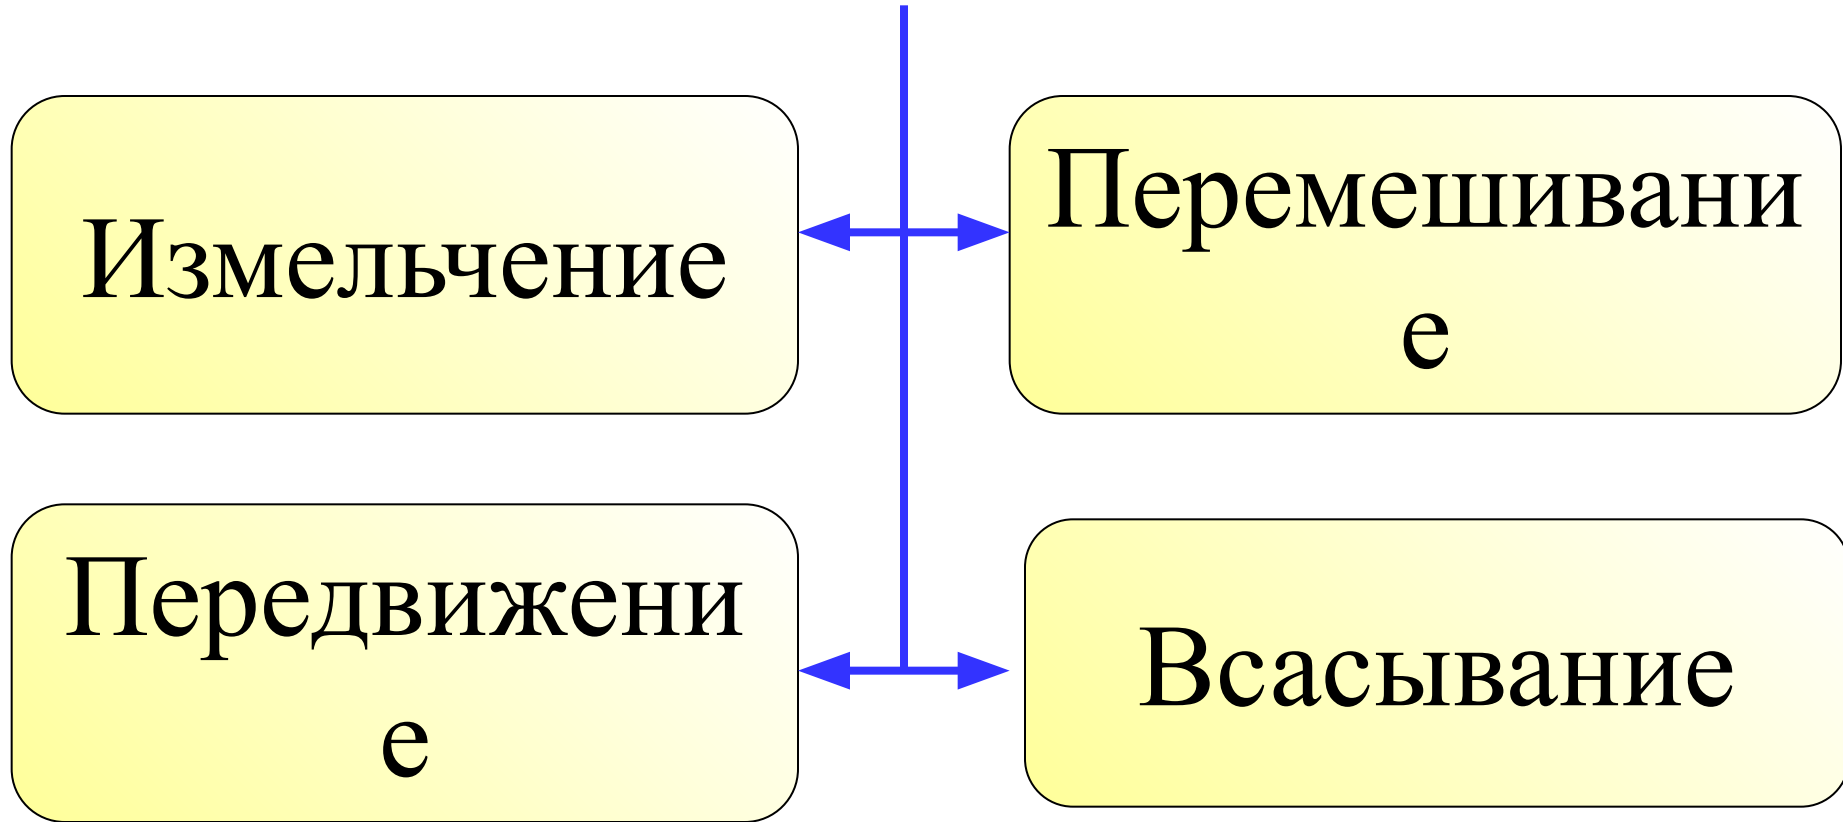 Измельчение
Перемешивани
е
Передвижени
е
Всасывание